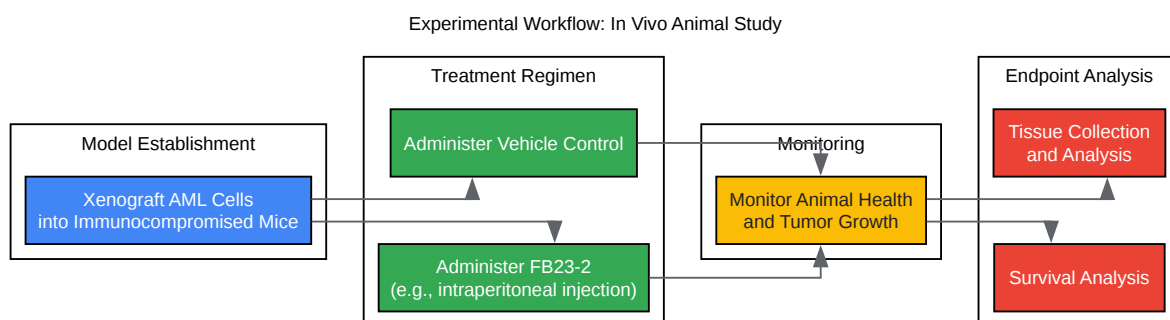 Experimental Workflow: In Vivo Animal Study
Model Establishment
Xenograft AML Cells
into Immunocompromised Mice
Treatment Regimen
Administer Vehicle Control
Administer FB23-2
(e.g., intraperitoneal injection)
Monitoring
Monitor Animal Health
and Tumor Growth
Endpoint Analysis
Tissue Collection
and Analysis
Survival Analysis